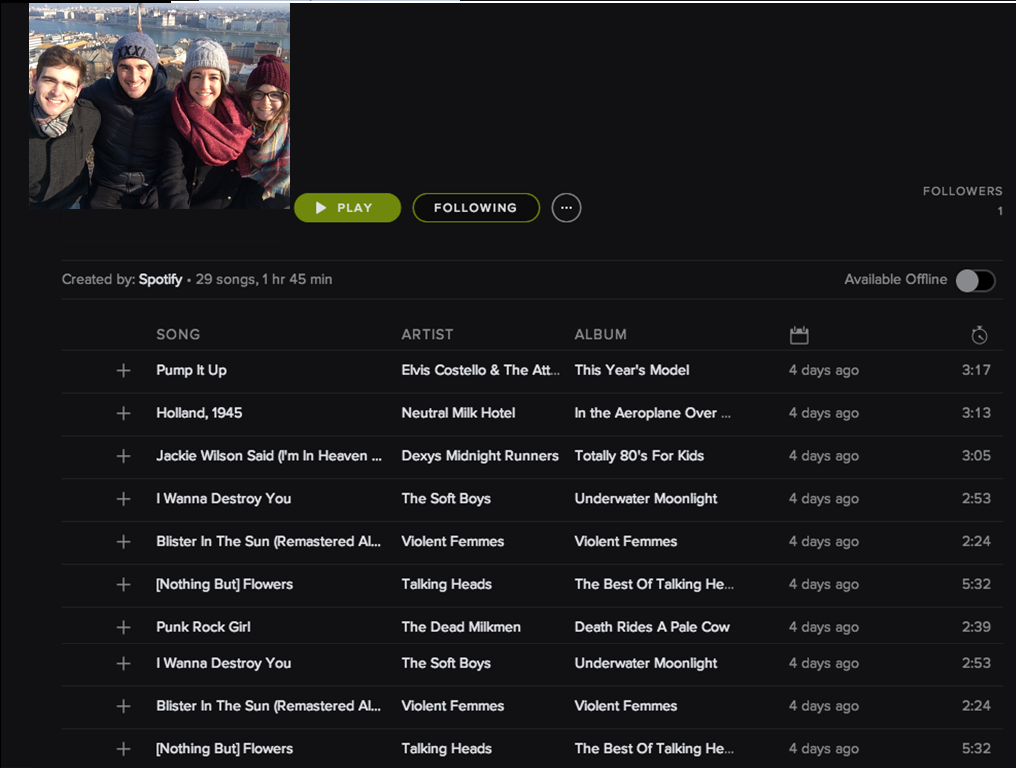 XXXL
PLAY FOLLOWING ...
FOLLOWERS
1
Created by: Spotify • 29 songs, 1 hr 45 min Available Offline
SONG ARTIST ALBUM
+ Pump It Up Elvis Costello & The Att... This Year's Model 4 days ago 3:17
+ Holland, 1945 Neutral Milk Hotel In the Aeroplane Over ... 4 days ago 3:13
+ Jackie Wilson Said (I'm In Heaven ... Dexys Midnight Runners Totally 80's For Kids 4 days ago 3:05
+ I Wanna Destroy You The Soft Boys Underwater Moonlight 4 days ago 2:53
+ Blister In The Sun (Remastered Al... Violent Femmes Violent Femmes 4 days ago 2:24
+ [Nothing But] Flowers Talking Heads The Best Of Talking He... 4 days ago 5:32
+ Punk Rock Girl The Dead Milkmen Death Rides A Pale Cow 4 days ago 2:39
+ I Wanna Destroy You The Soft Boys Underwater Moonlight 4 days ago 2:53
+ Blister In The Sun (Remastered Al... Violent Femmes Violent Femmes 4 days ago 2:24
+ [Nothing But] Flowers Talking Heads The Best Of Talking He... 4 days ago 5:32